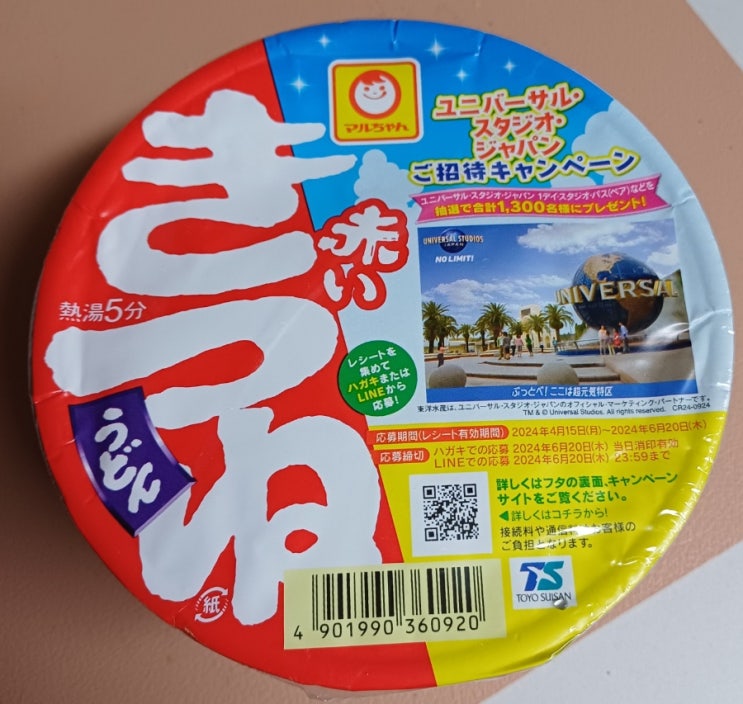 マルちゃん
赤い
きつね
うどん
熱湯5分
ユニバーサル・
スタジオ・
ジャパン
ご招待キャンペーン
ユニバーサル・スタジオ・ジャパン 1デイ・スタジオ・パス(ペア)などを
抽選で合計1,300名様にプレゼント!
UNIVERSAL STUDIOS
JAPAN
NO LIMIT!
UNIVERSAL
ぶっとべ!ここは超元気特区
東洋水産は、ユニバーサル・スタジオ・ジャパンのオフィシャル・マーケティング・パートナーです。
TM & © Universal Studios. All rights reserved. CR24-0924
レシートを
集めて
ハガキまたは
LINEから
応募!
応募期間(レシート有効期間) 2024年4月15日(月)~2024年6月20日(木)
応募締切 ハガキでの応募 2024年6月20日(木) 当日消印有効
LINEでの応募 2024年6月20日(木) 23:59まで
詳しくはフタの裏面、キャンペーン
サイトをご覧ください。
◀詳しくはコチラから!
接続料や通信料はお客様の
ご負担となります。
紙
TS
TOYO SUISAN
4 901990 360920